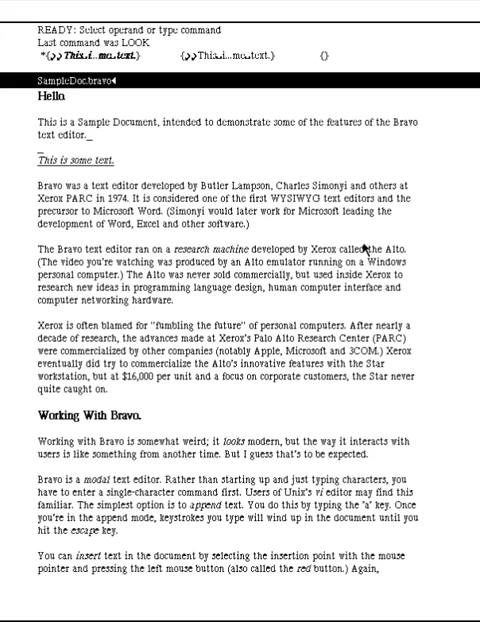 READY: Select operand or type command
Last command was LOOK
{}
SampleDoc.bravo
Hello.
This is a Sample Document, intended to demonstrate some of the features of the Bravo
text editor._
This is some text.
Bravo was a text editor developed by Butler Lampson, Charles Simonyi and others at
Xerox PARC in 1974. It is considered one of the first WYSIWYG text editors and the
precursor to Microsoft Word. (Simonyi would later work for Microsoft leading the
development of Word, Excel and other software.)
The Bravo text editor ran on a research machine developed by Xerox called the Alto.
(The video you're watching was produced by an Alto emulator running on a Windows
personal computer.) The Alto was never sold commercially, but used inside Xerox to
research new ideas in programming language design, human computer interface and
computer networking hardware.
Xerox is often blamed for "fumbling the future" of personal computers. After nearly a
decade of research, the advances made at Xerox's Palo Alto Research Center (PARC)
were commercialized by other companies (notably Apple, Microsoft and 3COM.) Xerox
eventually did try to commercialize the Alto's innovative features with the Star
workstation, but at $16,000 per unit and a focus on corporate customers, the Star never
quite caught on.
Working With Bravo.
Working with Bravo is somewhat weird; it looks modern, but the way it interacts with
users is like something from another time. But I guess that's to be expected.
Bravo is a modal text editor. Rather than starting up and just typing characters, you
have to enter a single-character command first. Users of Unix's vi editor may find this
familiar. The simplest option is to append text. You do this by typing the "a" key. Once
you're in the append mode, keystrokes you type will wind up in the document until you
hit the escape key.
You can insert text in the document by selecting the insertion point with the mouse
pointer and pressing the left mouse button (also called the red button.) Again,